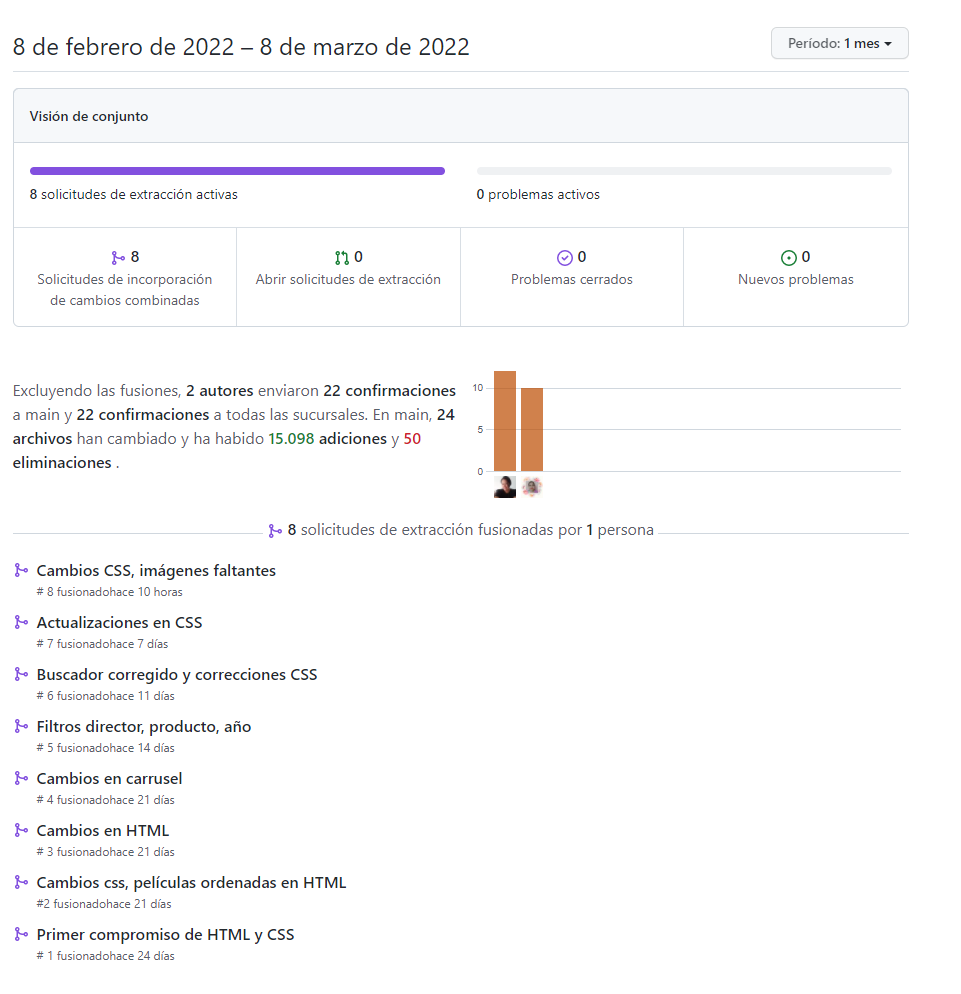 8 de febrero de 2022 – 8 de marzo de 2022
Período: 1 mes
Visión de conjunto
8 solicitudes de extracción activas
0 problemas activos
8
Solicitudes de incorporación
de cambios combinadas
0
Abrir solicitudes de extracción
0
Problemas cerrados
0
Nuevos problemas
Excluyendo las fusiones, 2 autores enviaron 22 confirmaciones
a main y 22 confirmaciones a todas las sucursales. En main, 24
archivos han cambiado y ha habido 15.098 adiciones y 50
eliminaciones .
10
5
0
8 solicitudes de extracción fusionadas por 1 persona
Cambios CSS, imágenes faltantes
# 8 fusionadohace 10 horas
Actualizaciones en CSS
# 7 fusionadohace 7 días
Buscador corregido y correcciones CSS
# 6 fusionadohace 11 días
Filtros director, producto, año
# 5 fusionadohace 14 días
Cambios en carrusel
# 4 fusionadohace 21 días
Cambios en HTML
# 3 fusionadohace 21 días
Cambios css, películas ordenadas en HTML
#2 fusionadohace 21 días
Primer compromiso de HTML y CSS
# 1 fusionadohace 24 días